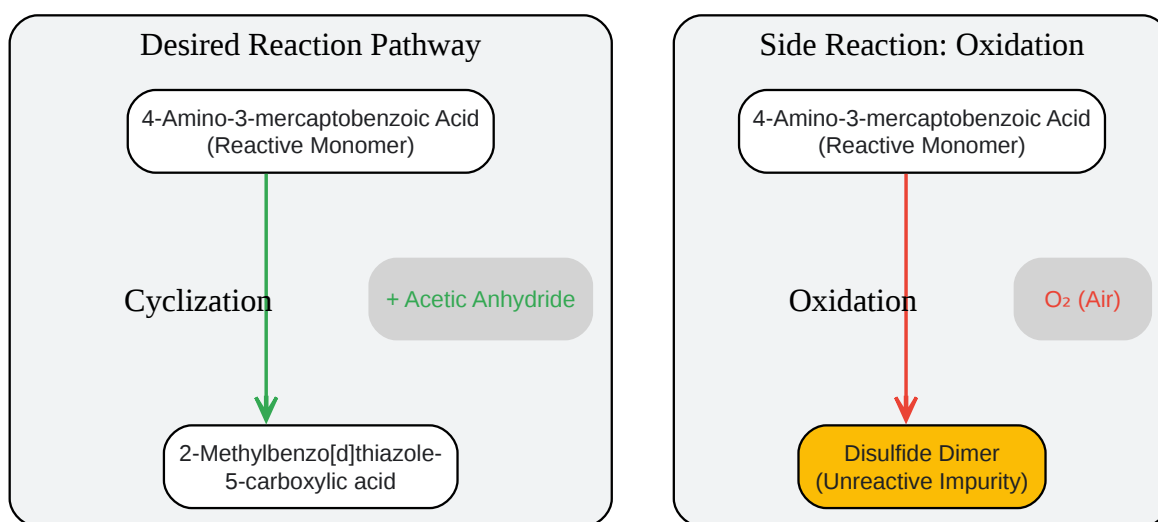 Desired Reaction Pathway
4-Amino-3-mercaptobenzoic Acid
(Reactive Monomer)
Cyclization
+ Acetic Anhydride
2-Methylbenzo[d]thiazole-
5-carboxylic acid
Side Reaction: Oxidation
4-Amino-3-mercaptobenzoic Acid
(Reactive Monomer)
Oxidation
O₂ (Air)
Disulfide Dimer
(Unreactive Impurity)